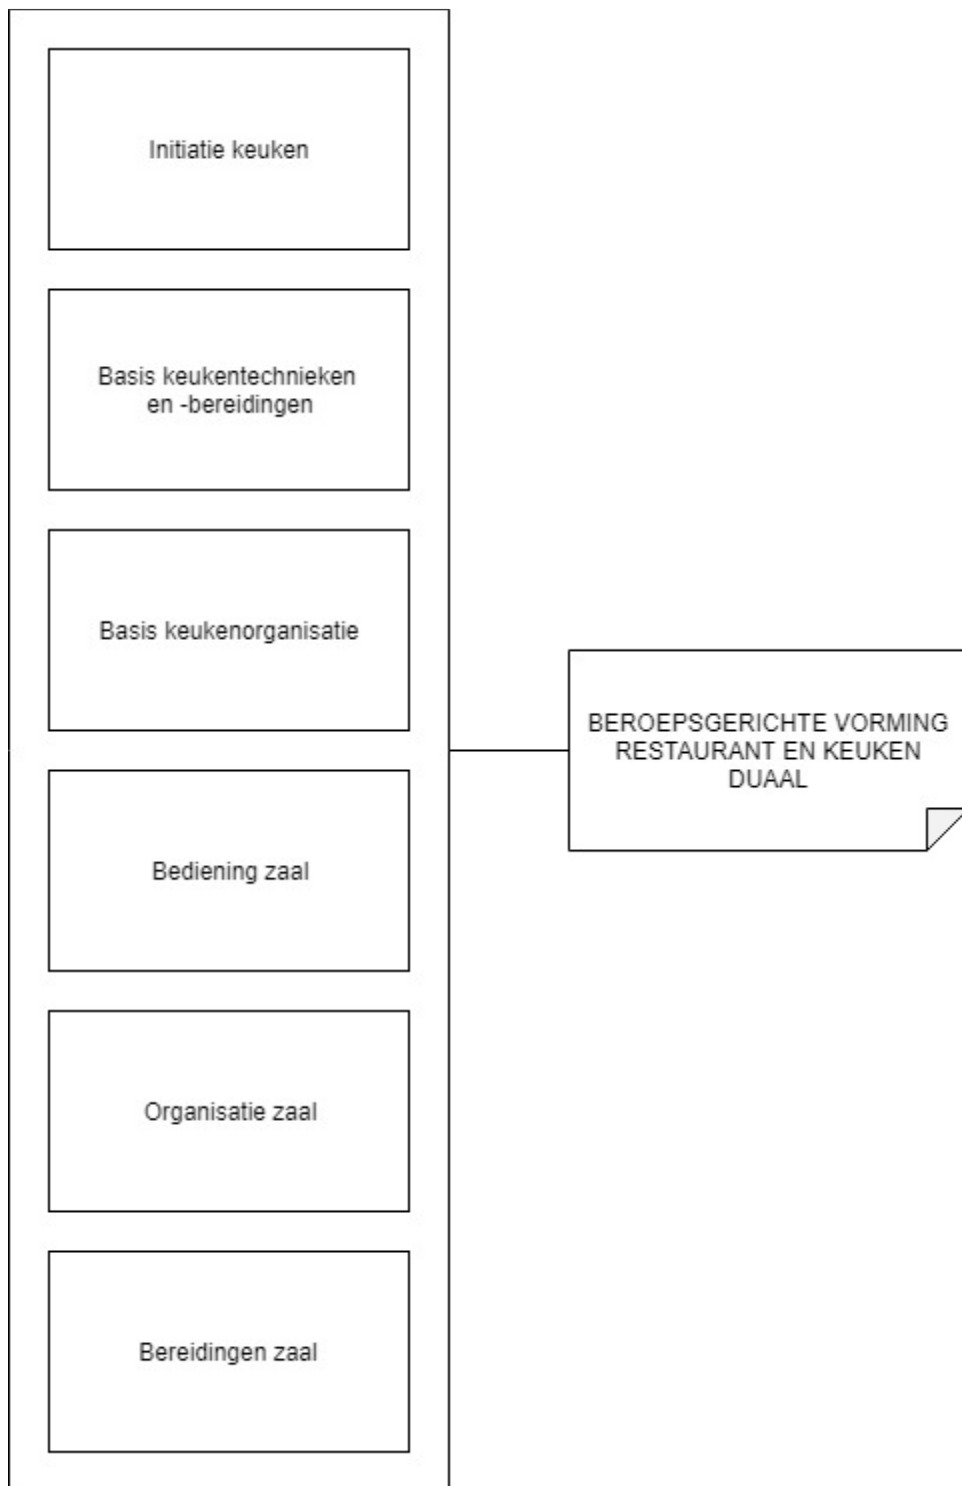 Initiatie keuken
Basis keukentechnieken
en -bereidingen
Basis keukenorganisatie
BEROEPSGERICHTE VORMING
RESTAURANT EN KEUKEN
DUAAL
Bediening zaal
Organisatie zaal
Bereidingen zaal